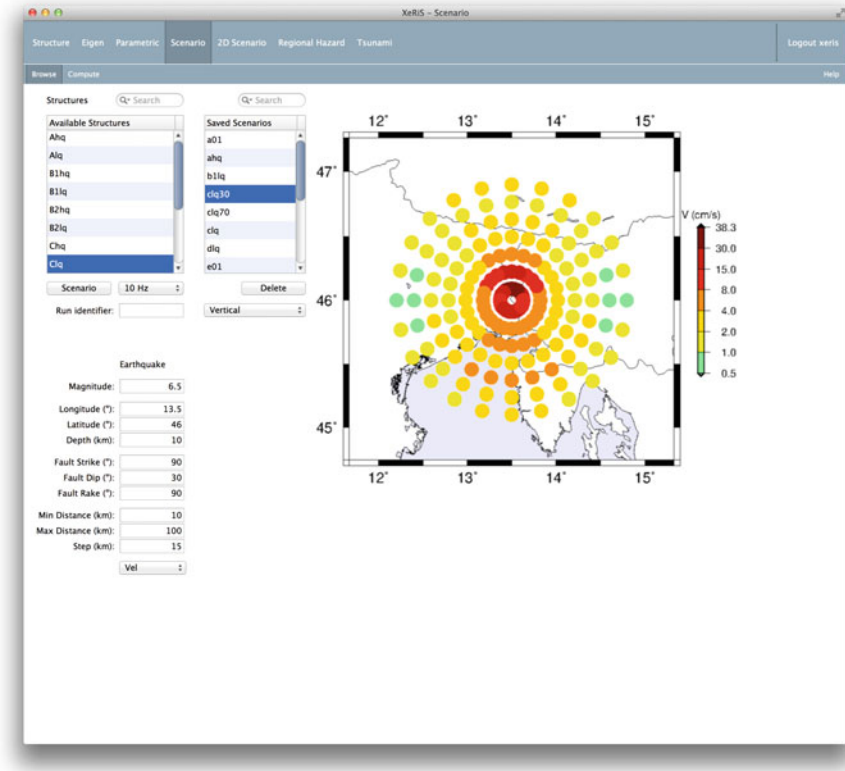 XeRiS – Scenario
Structure Eigen Parametric Scenario 2D Scenario Regional Hazard Tsunami Logout xeris
Browse Compute Help
Structures Search Search
Available Structures
Ahq
Alq
B1hq
B1lq
B2hq
B2lq
Chq
Clq
Saved Scenarios
a01
ahq
b1lq
clq30
clq70
clq
dlq
e01
Scenario 10 Hz Delete
Run identifier: Vertical
Earthquake
Magnitude: 6.5
Longitude (°): 13.5
Latitude (°): 46
Depth (km): 10
Fault Strike (°): 90
Fault Dip (°): 30
Fault Rake (°): 90
Min Distance (km): 10
Max Distance (km): 100
Step (km): 15
Vel
12° 13° 14° 15°
47°
46°
45°
12° 13° 14° 15°
V (cm/s)
38.3
30.0
15.0
8.0
4.0
2.0
1.0
0.5